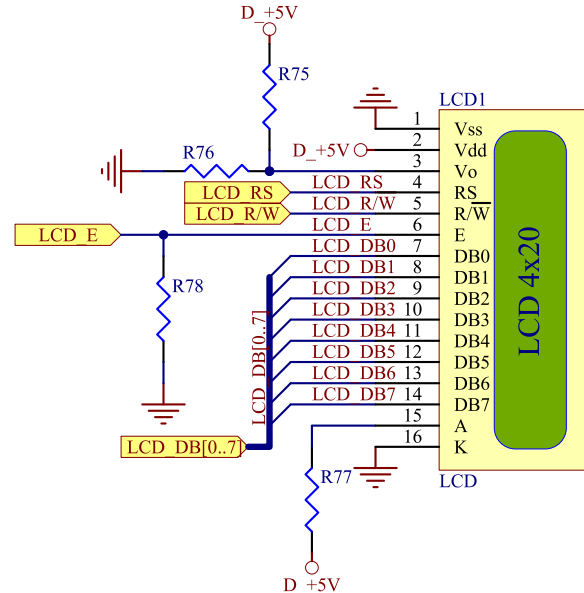 D_+5V
R75
LCD1
R76
D_+5V
1
Vss
2
Vdd
3
Vo
LCD_RS
LCD_RS
4
RS
LCD_R/W
LCD_R/W
5
R/W
LCD_E
LCD_E
6
E
LCD_DB0
7
DB0
LCD_DB1
8
DB1
R78
LCD_DB2
9
DB2
LCD_DB3
10
DB3
LCD_DB4
11
DB4
LCD_DB5
12
DB5
LCD_DB6
13
DB6
LCD_DB7
14
DB7
LCD_DB[0..7]
LCD_DB[0..7]
15
A
16
K
LCD 4x20
R77
LCD
D_+5V